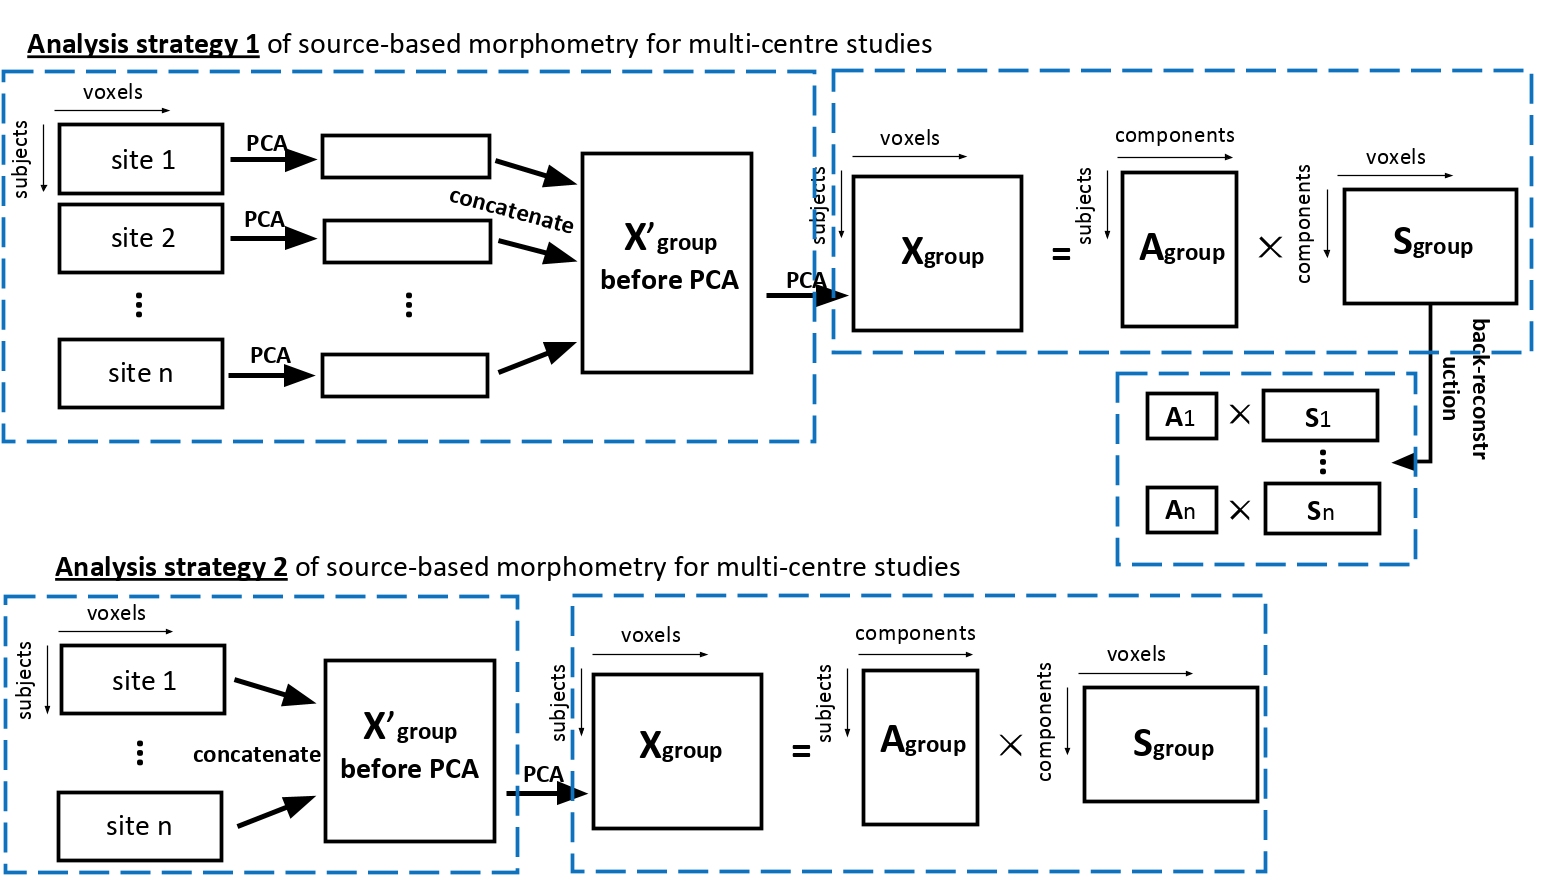 Analysis strategy 1 of source-based morphometry for multi-centre studies
voxels
subjects
site 1
PCA
site 2
PCA
site n
PCA
concatenate
X’group
before PCA
PCA
voxels
subjects
Xgroup
=
components
subjects
Agroup
×
voxels
components
Sgroup
back-reconstr
uction
A1 × S1
An × Sn
Analysis strategy 2 of source-based morphometry for multi-centre studies
voxels
subjects
site 1
concatenate
site n
X’group
before PCA
PCA
voxels
subjects
Xgroup
=
components
subjects
Agroup
×
voxels
components
Sgroup